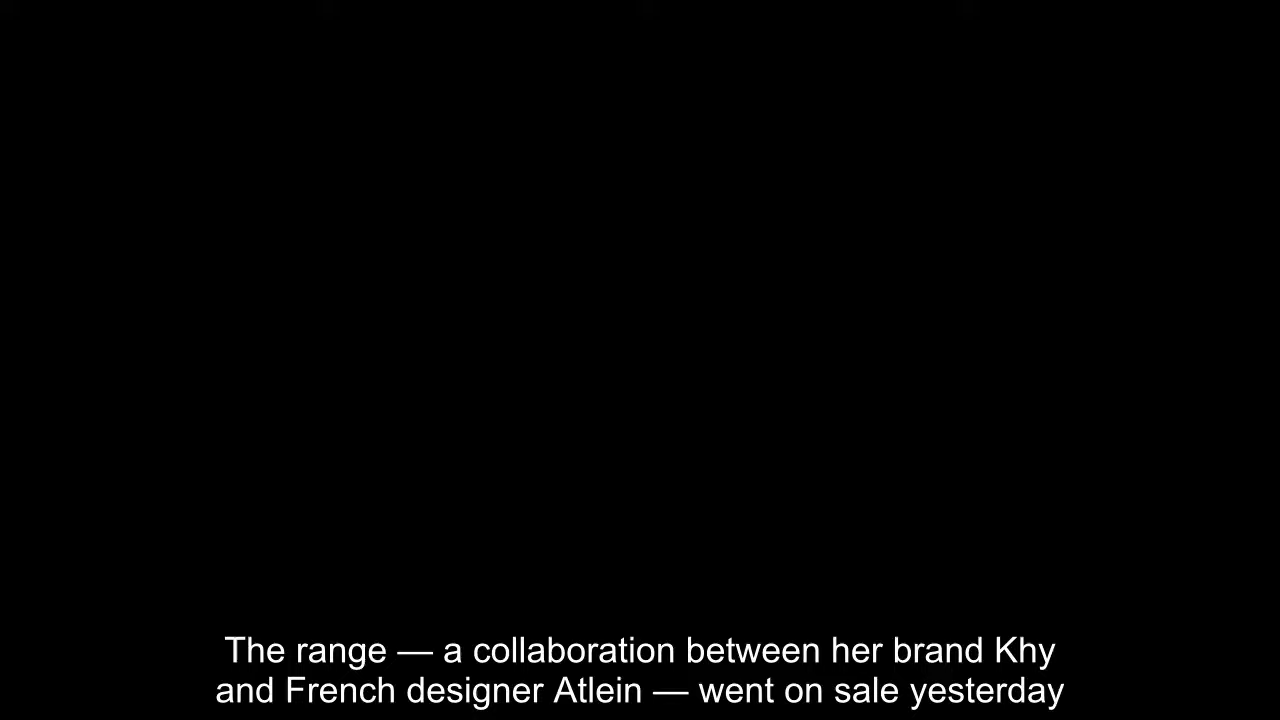 The range — a collaboration between her brand Khy
and French designer Atlein — went on sale yesterday